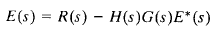 E(s) = R(s) − H(s)G(s)E*(s)